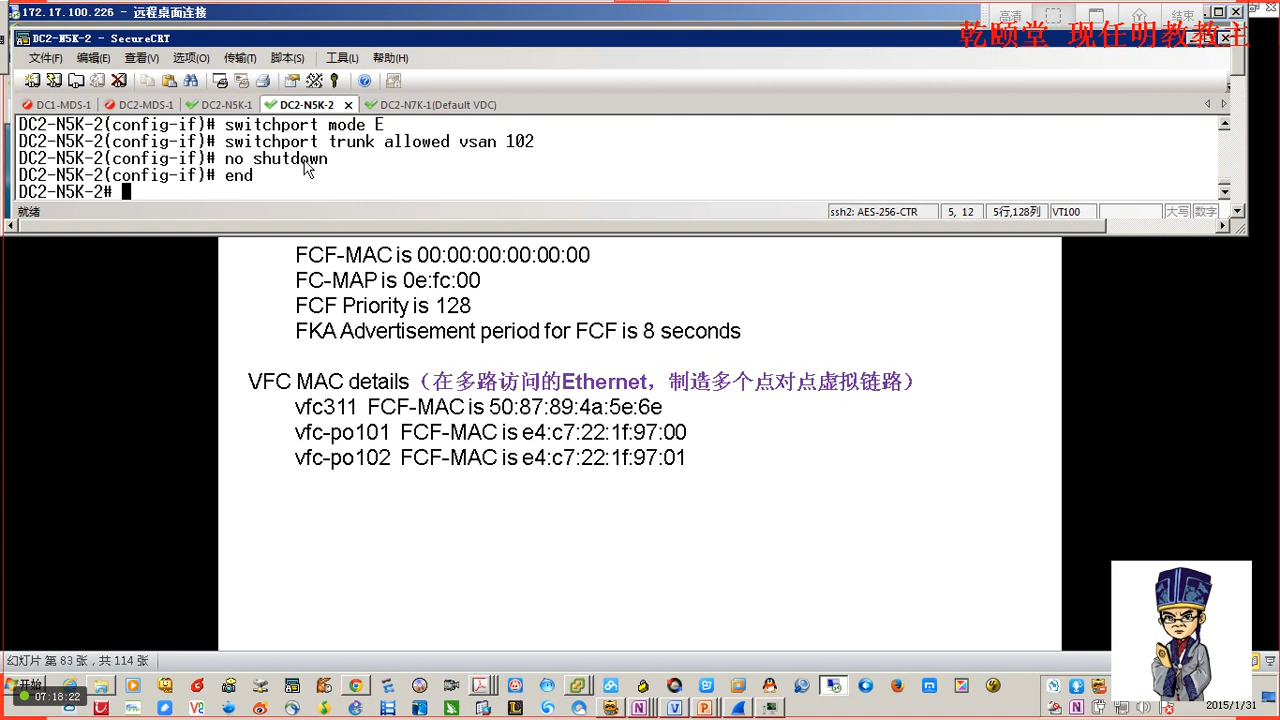 172.17.100.226 - 远程桌面连接
高清
结束
乾颐堂 现任明教教主
DC2-N5K-2 - SecureCRT
文件(F) 编辑(E) 查看(V) 选项(O) 传输(T) 脚本(S) 工具(L) 帮助(H)
DC1-MDS-1 DC2-MDS-1 DC2-N5K-1 DC2-N5K-2 DC2-N7K-1(Default VDC)
DC2-N5K-2(config-if)# switchport mode E
DC2-N5K-2(config-if)# switchport trunk allowed vsan 102
DC2-N5K-2(config-if)# no shutdown
DC2-N5K-2(config-if)# end
DC2-N5K-2#
就绪 ssh2: AES-256-CTR 5, 12 5行,128列 VT100 大写 数字
FCF-MAC is 00:00:00:00:00:00
FC-MAP is 0e:fc:00
FCF Priority is 128
FKA Advertisement period for FCF is 8 seconds
VFC MAC details（在多路访问的Ethernet，制造多个点对点虚拟链路）
vfc311 FCF-MAC is 50:87:89:4a:5e:6e
vfc-po101 FCF-MAC is e4:c7:22:1f:97:00
vfc-po102 FCF-MAC is e4:c7:22:1f:97:01
幻灯片 第 83 张，共 114 张
开始
07:18:22
2015/1/31